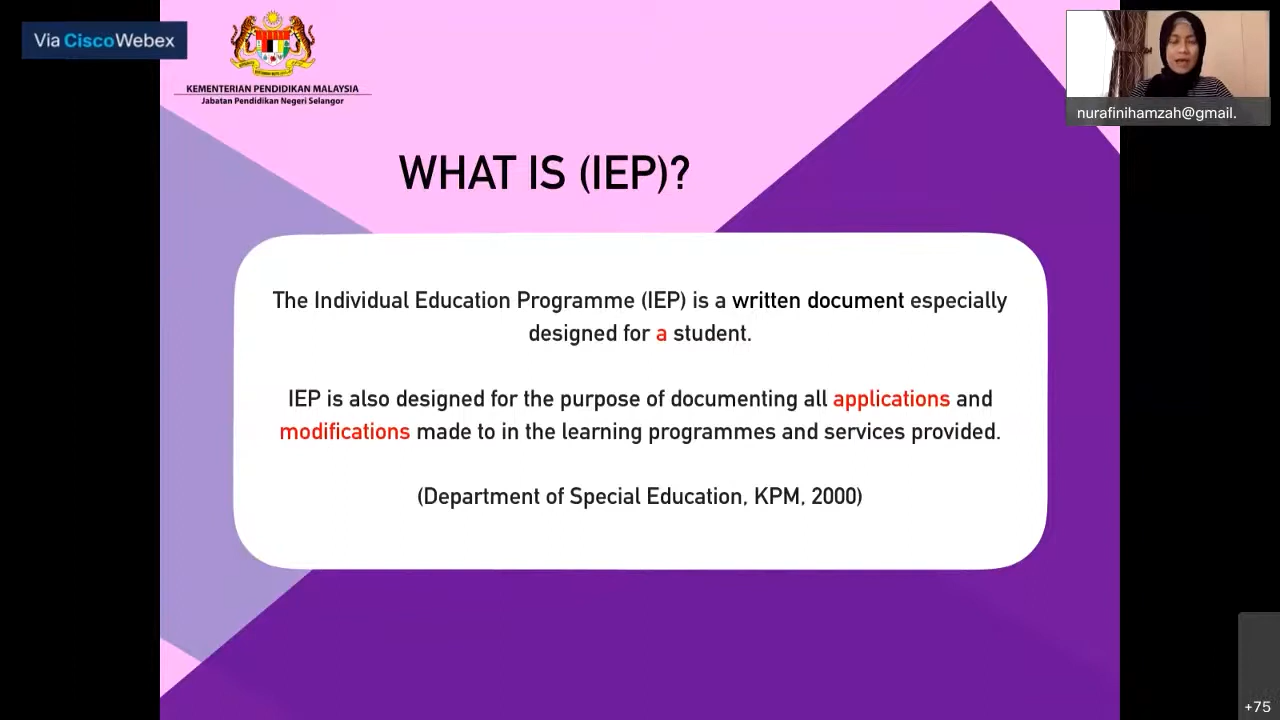 Via Cisco Webex
KEMENTERIAN PENDIDIKAN MALAYSIA
Jabatan Pendidikan Negeri Selangor
nurafinihamzah@gmail.
WHAT IS (IEP)?
The Individual Education Programme (IEP) is a written document especially
designed for a student.
IEP is also designed for the purpose of documenting all applications and
modifications made to in the learning programmes and services provided.
(Department of Special Education, KPM, 2000)
+75